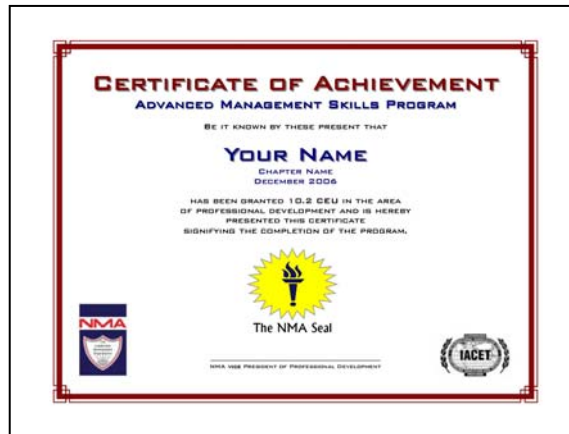 CERTIFICATE OF ACHIEVEMENT
ADVANCED MANAGEMENT SKILLS PROGRAM
BE IT KNOWN BY THESE PRESENT THAT
YOUR NAME
CHAPTER NAME
DECEMBER 2006
HAS BEEN GRANTED 10.2 CEU IN THE AREA
OF PROFESSIONAL DEVELOPMENT AND IS HEREBY
PRESENTED THIS CERTIFICATE
SIGNIFYING THE COMPLETION OF THE PROGRAM.
The NMA Seal
NMA
IACET
NMA VICE PRESIDENT OF PROFESSIONAL DEVELOPMENT